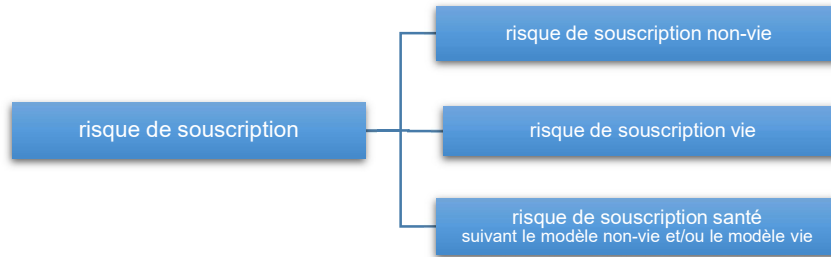 risque de souscription
risque de souscription non-vie
risque de souscription vie
risque de souscription santé
suivant le modèle non-vie et/ou le modèle vie